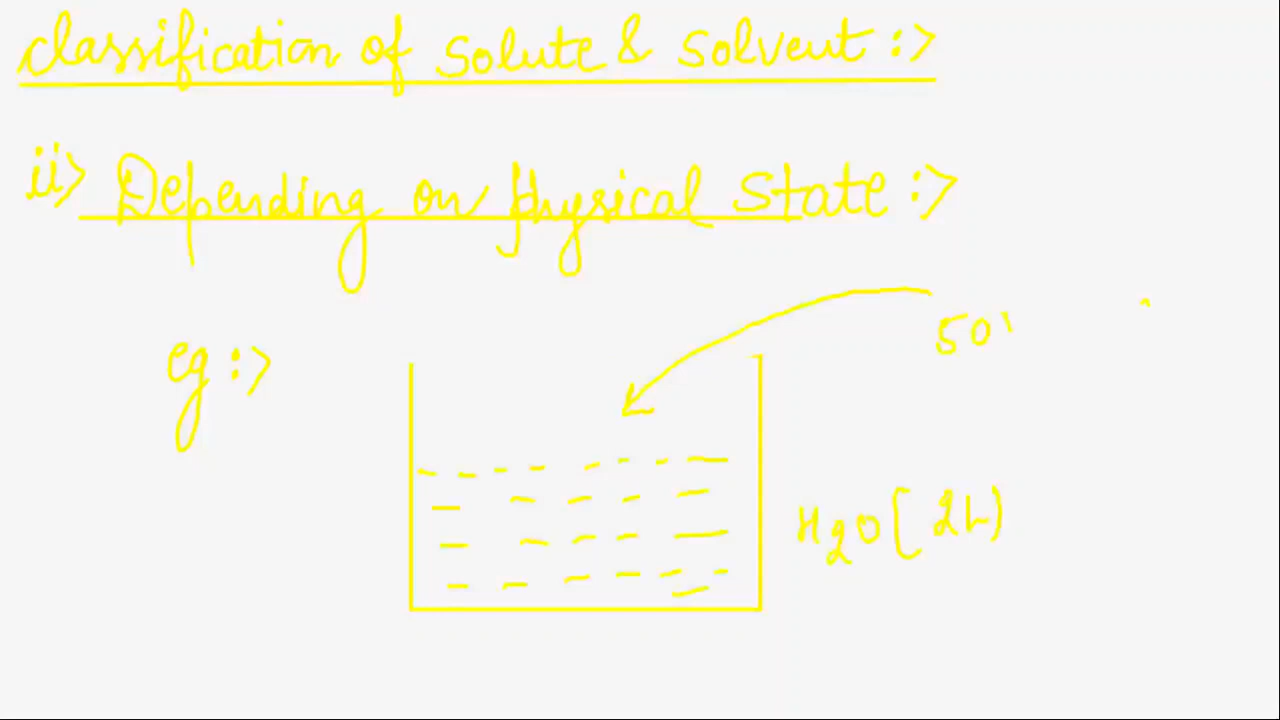 classification of solute & solvent :->
ii> Depending on physical state :->
eg :->
50
H2O [2L)